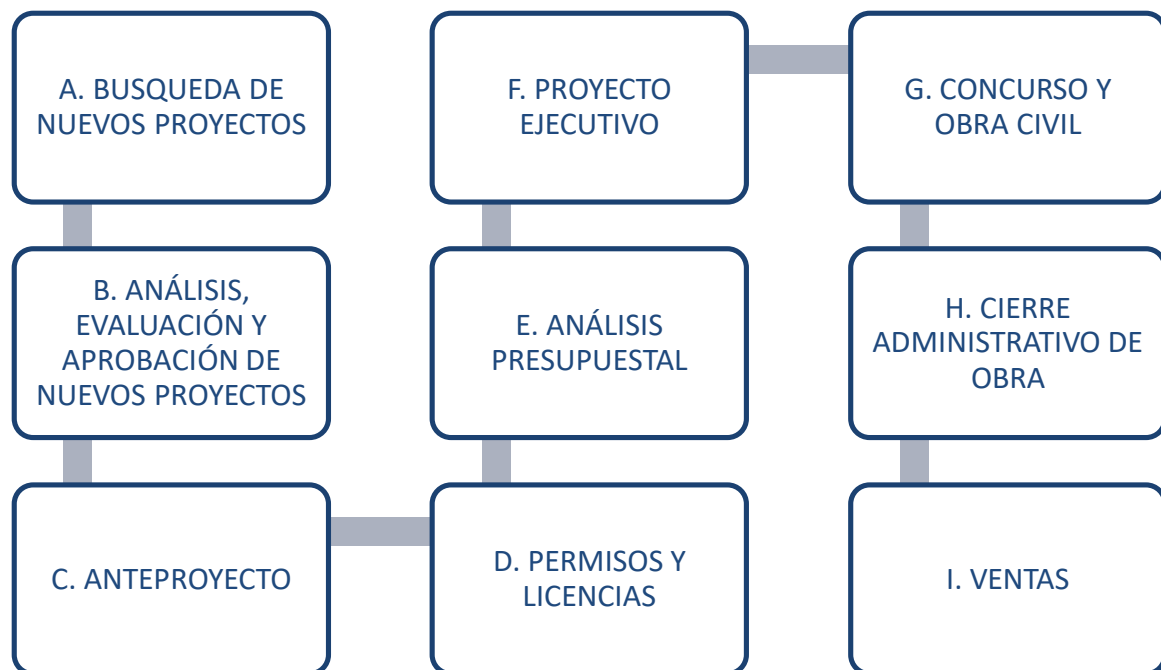 A. BUSQUEDA DE
NUEVOS PROYECTOS
B. ANÁLISIS,
EVALUACIÓN Y
APROBACIÓN DE
NUEVOS PROYECTOS
C. ANTEPROYECTO
D. PERMISOS Y
LICENCIAS
E. ANÁLISIS
PRESUPUESTAL
F. PROYECTO
EJECUTIVO
G. CONCURSO Y
OBRA CIVIL
H. CIERRE
ADMINISTRATIVO DE
OBRA
I. VENTAS